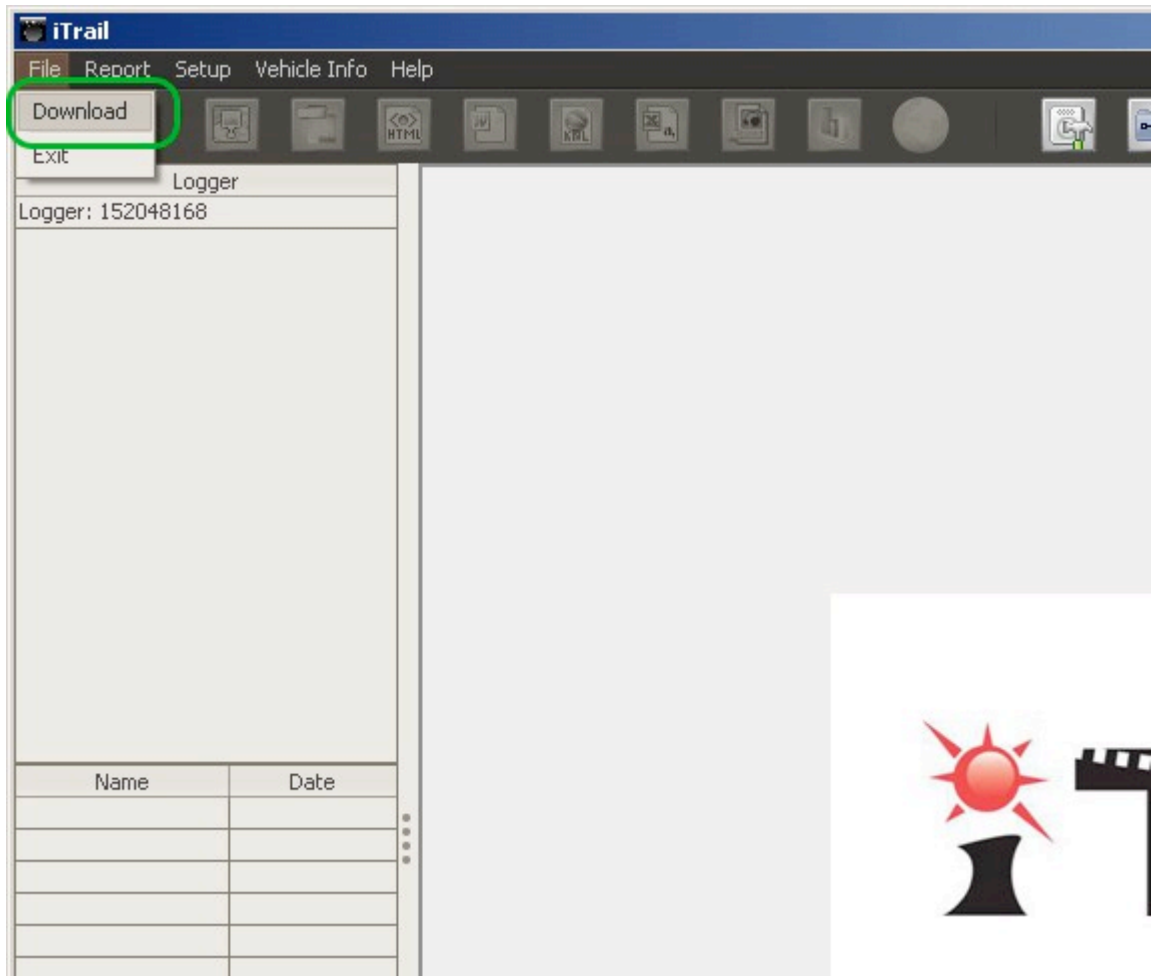 iTrail
File Report Setup Vehicle Info Help
Download
HTML W KML X a,
Exit
Logger
Logger: 152048168
Name Date
i T